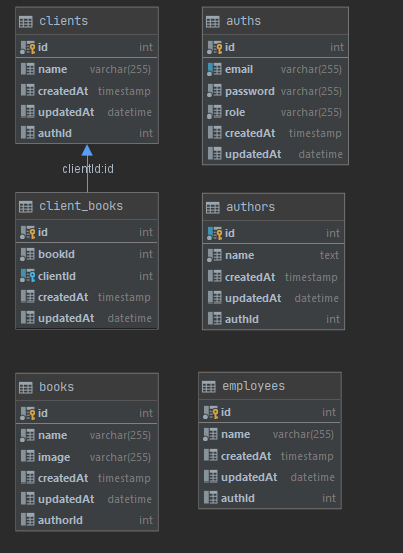 clients
id int
name varchar(255)
createdAt timestamp
updatedAt datetime
authId int
auths
id int
email varchar(255)
password varchar(255)
role varchar(255)
createdAt timestamp
updatedAt datetime
clientId:id
client_books
id int
bookId int
clientId int
createdAt timestamp
updatedAt datetime
authors
id int
name text
createdAt timestamp
updatedAt datetime
authId int
books
id int
name varchar(255)
image varchar(255)
createdAt timestamp
updatedAt datetime
authorId int
employees
id int
name varchar(255)
createdAt timestamp
updatedAt datetime
authId int